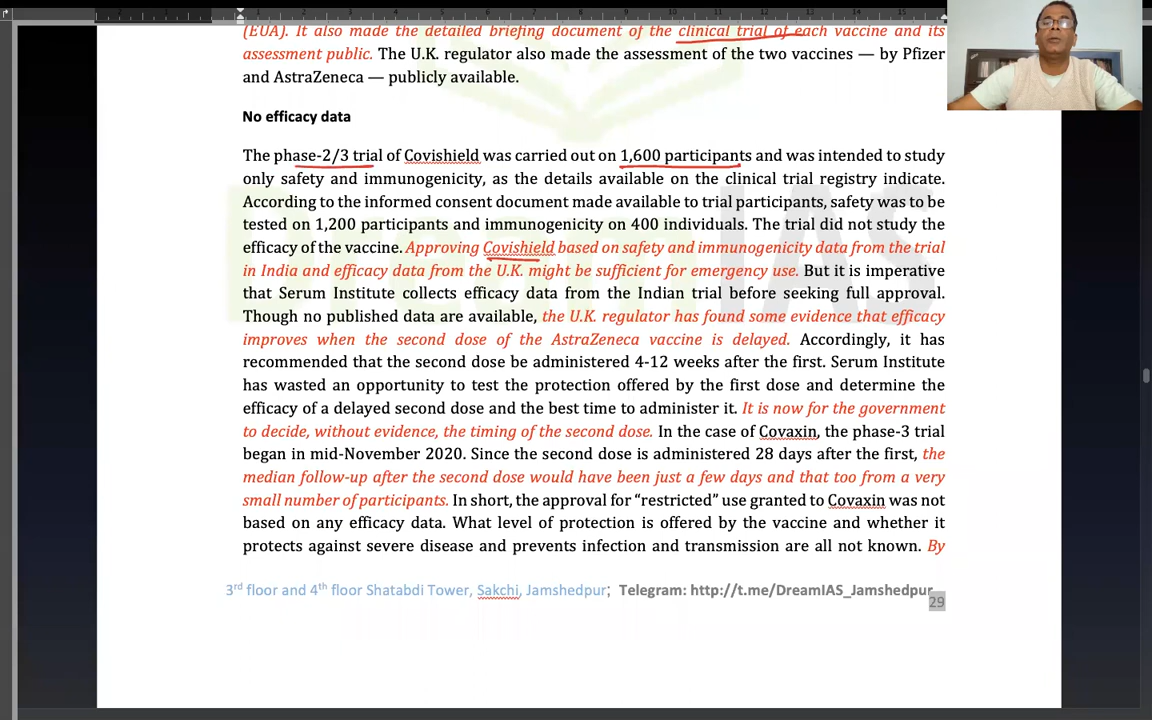 (EUA). It also made the detailed briefing document of the clinical trial of each vaccine and its
assessment public. The U.K. regulator also made the assessment of the two vaccines — by Pfizer
and AstraZeneca — publicly available.
No efficacy data
The phase-2/3 trial of Covishield was carried out on 1,600 participants and was intended to study
only safety and immunogenicity, as the details available on the clinical trial registry indicate.
According to the informed consent document made available to trial participants, safety was to be
tested on 1,200 participants and immunogenicity on 400 individuals. The trial did not study the
efficacy of the vaccine. Approving Covishield based on safety and immunogenicity data from the trial
in India and efficacy data from the U.K. might be sufficient for emergency use. But it is imperative
that Serum Institute collects efficacy data from the Indian trial before seeking full approval.
Though no published data are available, the U.K. regulator has found some evidence that efficacy
improves when the second dose of the AstraZeneca vaccine is delayed. Accordingly, it has
recommended that the second dose be administered 4-12 weeks after the first. Serum Institute
has wasted an opportunity to test the protection offered by the first dose and determine the
efficacy of a delayed second dose and the best time to administer it. It is now for the government
to decide, without evidence, the timing of the second dose. In the case of Covaxin, the phase-3 trial
began in mid-November 2020. Since the second dose is administered 28 days after the first, the
median follow-up after the second dose would have been just a few days and that too from a very
small number of participants. In short, the approval for “restricted” use granted to Covaxin was not
based on any efficacy data. What level of protection is offered by the vaccine and whether it
protects against severe disease and prevents infection and transmission are all not known. By
3rd floor and 4th floor Shatabdi Tower, Sakchi, Jamshedpur; Telegram: http://t.me/DreamIAS_Jamshedpur
29